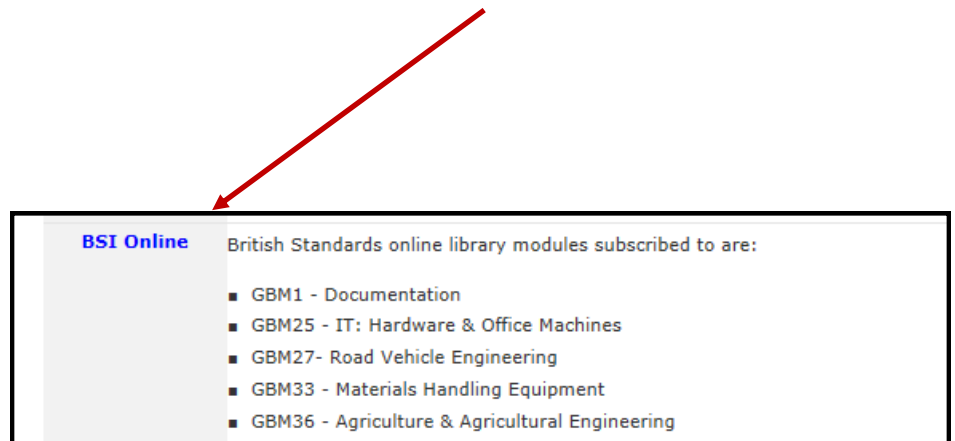 BSI Online
British Standards online library modules subscribed to are:
▪ GBM1 - Documentation
▪ GBM25 - IT: Hardware & Office Machines
▪ GBM27- Road Vehicle Engineering
▪ GBM33 - Materials Handling Equipment
▪ GBM36 - Agriculture & Agricultural Engineering